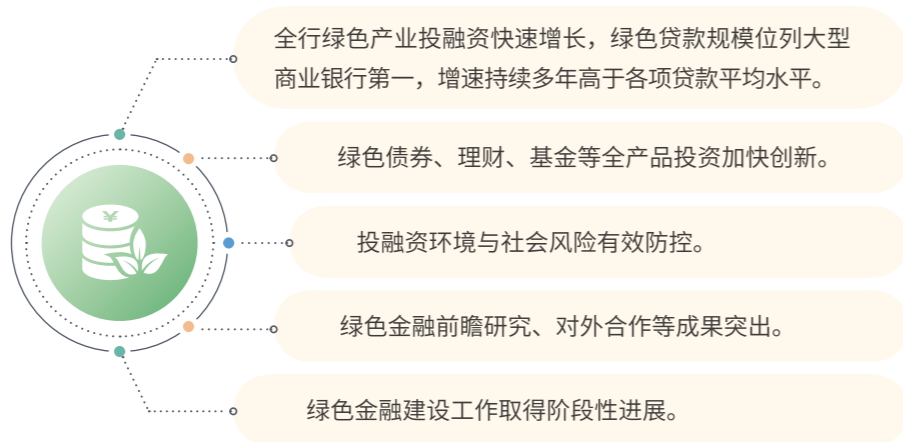 全行绿色产业投融资快速增长，绿色贷款规模位列大型
商业银行第一，增速持续多年高于各项贷款平均水平。
绿色债券、理财、基金等全产品投资加快创新。
¥
投融资环境与社会风险有效防控。
绿色金融前瞻研究、对外合作等成果突出。
绿色金融建设工作取得阶段性进展。